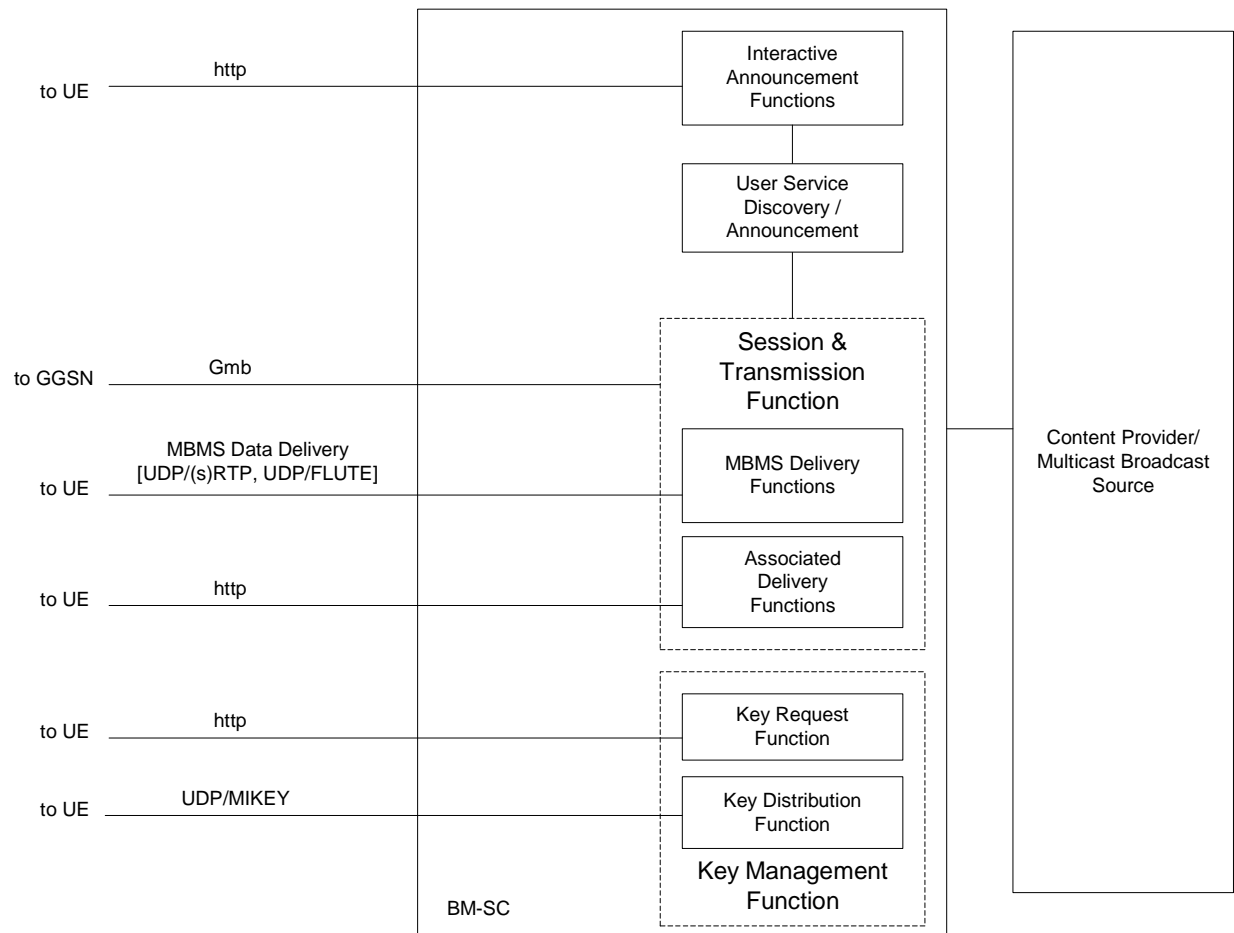 Interactive
Announcement
Functions
http
to UE
User Service
Discovery /
Announcement
Session &
Transmission
Function
Gmb
to GGSN
MBMS Data Delivery
[UDP/(s)RTP, UDP/FLUTE]
to UE
MBMS Delivery
Functions
Content Provider/
Multicast Broadcast
Source
Associated
Delivery
Functions
http
to UE
Key Request
Function
http
to UE
UDP/MIKEY
to UE
Key Distribution
Function
Key Management
Function
BM-SC